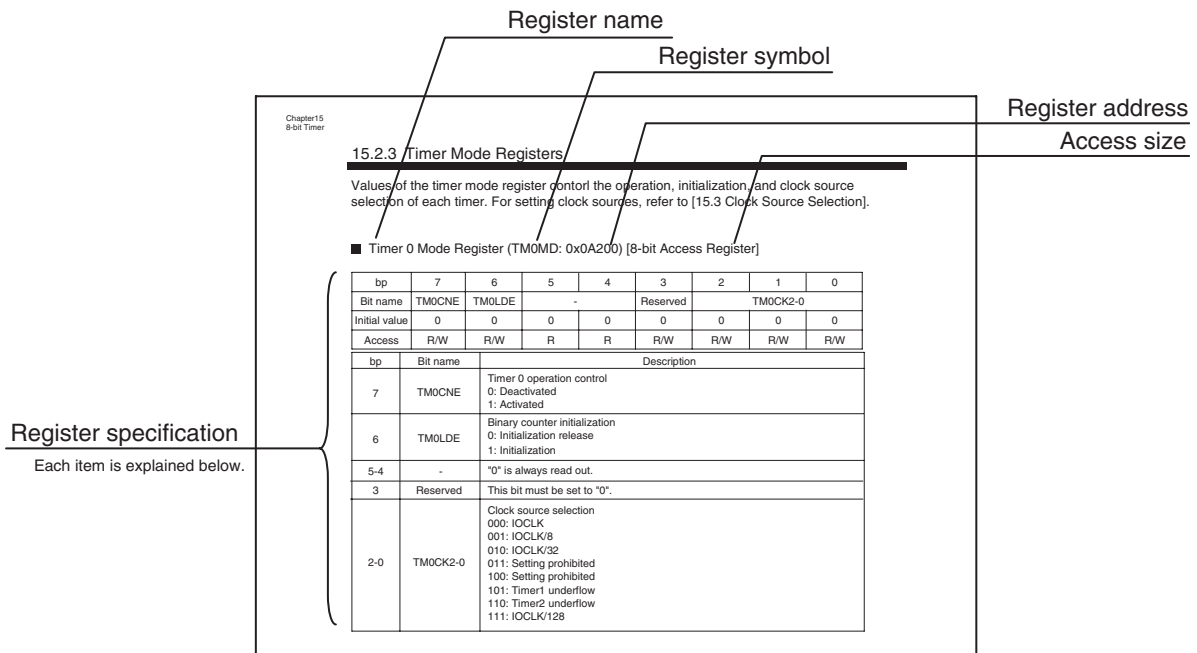 Register name
Register symbol
Register address
Access size
Chapter15
8-bit Timer
15.2.3 Timer Mode Registers
Values of the timer mode register contorl the operation, initialization, and clock source
selection of each timer. For setting clock sources, refer to [15.3 Clock Source Selection].
■ Timer 0 Mode Register (TM0MD: 0x0A200) [8-bit Access Register]
bp 7 6 5 4 3 2 1 0
Bit name TM0CNE TM0LDE - Reserved TM0CK2-0
Initial value 0 0 0 0 0 0 0 0
Access R/W R/W R R R/W R/W R/W R/W
bp Bit name Description
7 TM0CNE Timer 0 operation control
0: Deactivated
1: Activated
6 TM0LDE Binary counter initialization
0: Initialization release
1: Initialization
5-4 - "0" is always read out.
3 Reserved This bit must be set to "0".
2-0 TM0CK2-0 Clock source selection
000: IOCLK
001: IOCLK/8
010: IOCLK/32
011: Setting prohibited
100: Setting prohibited
101: Timer1 underflow
110: Timer2 underflow
111: IOCLK/128
Register specification
Each item is explained below.